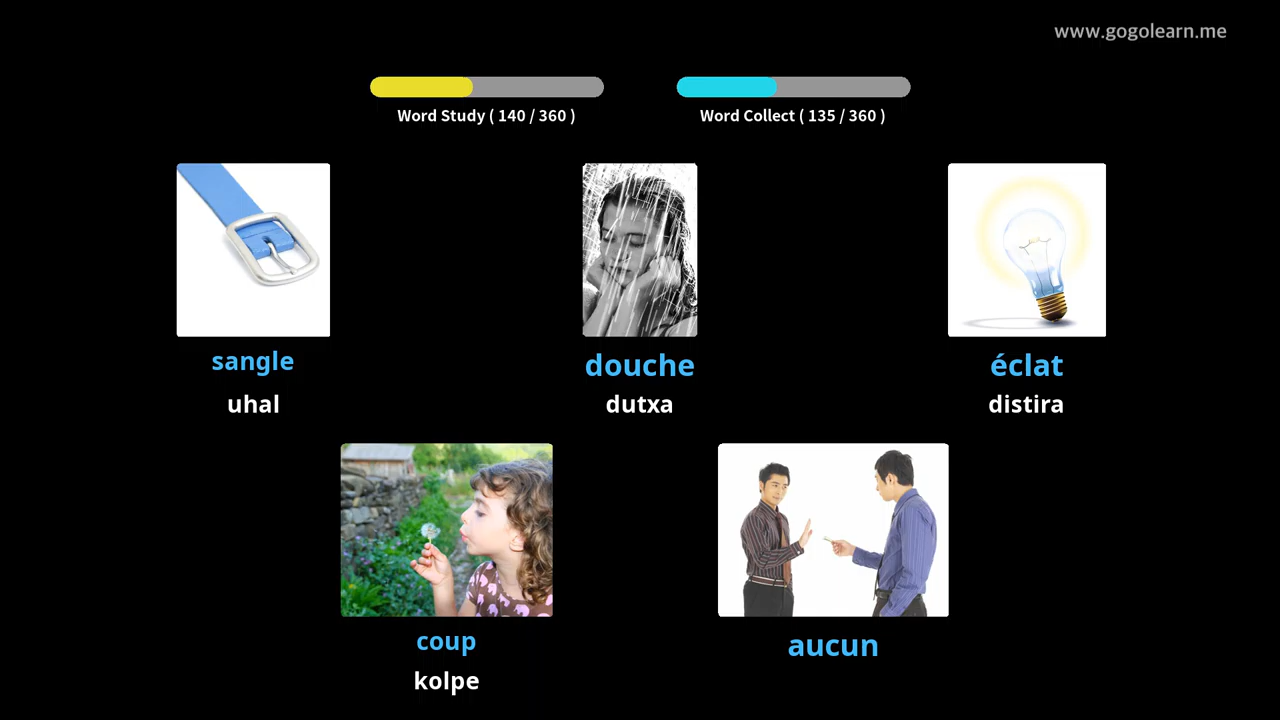 www.gogolearn.me
Word Study ( 140 / 360 )
Word Collect ( 135 / 360 )
sangle
uhal
douche
dutxa
éclat
distira
coup
kolpe
aucun